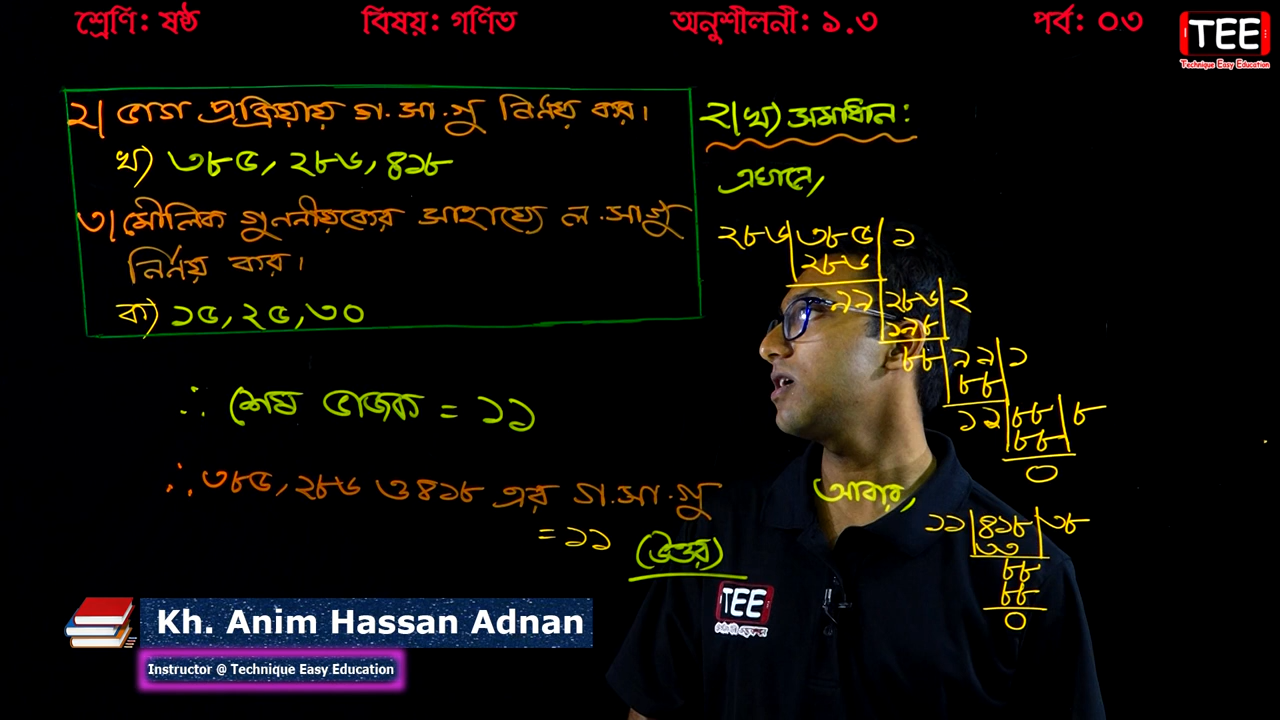 শ্রেণি: ষষ্ঠ বিষয়: গণিত অনুশীলনী: ১.৩ পর্ব: ০৩
TEE
Technique Easy Education
২| ভাগ প্রক্রিয়ায় গ.সা.গু নির্ণয় কর।
খ) ৩৮৫, ২৮৬, ৪১৮
৩| মৌলিক গুননীয়কের সাহায্যে ল.সা.গু
নির্ণয় কর।
ক) ১৫, ২৫, ৩০
∴ শেষ ভাজক = ১১
∴ ৩৮৫, ২৮৬ ও ৪১৮ এর গ.সা.গু
= ১১ (উত্তর)
২|(খ) সমাধান:
এখানে,
২৮৬|৩৮৫|১
২৮৬
৯৯|২৮৬|২
১৯৮
৮৮|৯৯|১
৮৮
১২|৮৮|৮
৮৮
০
আবার,
১১|৪১৮|৩৮
৩৩
৮৮
৮৮
০
TEE
Kh. Anim Hassan Adnan
Instructor @ Technique Easy Education